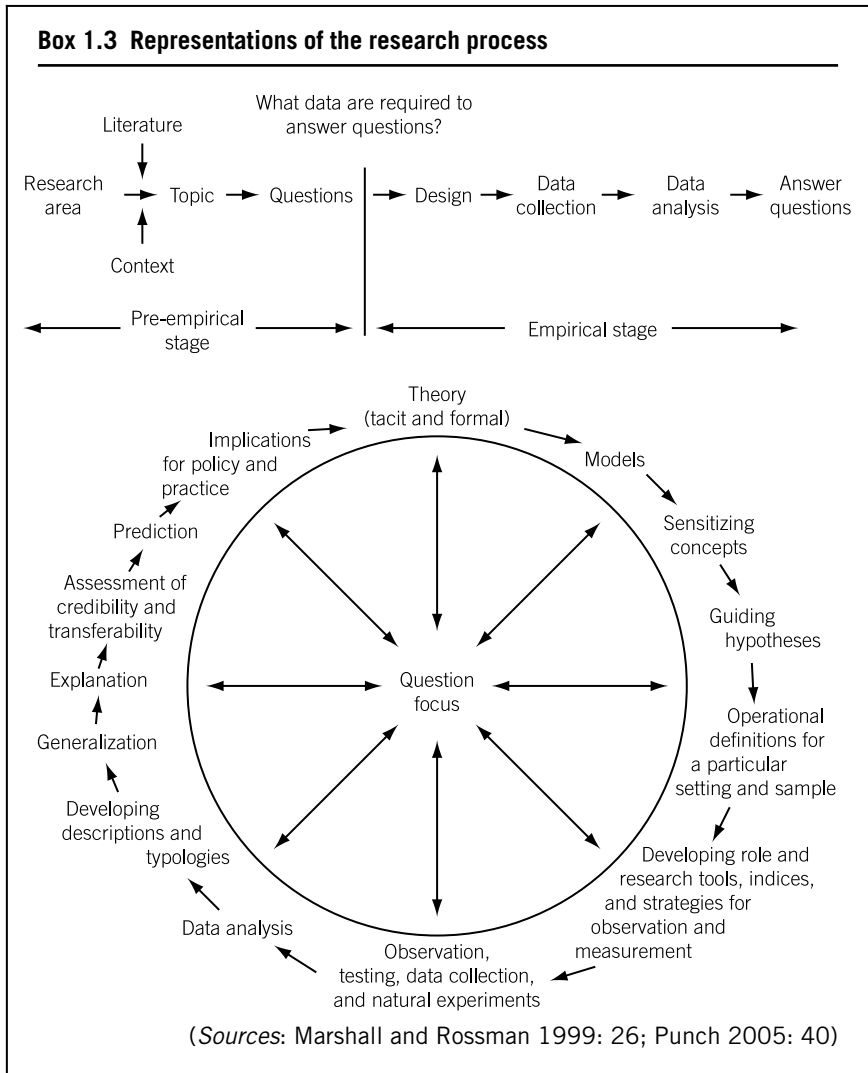 Box 1.3 Representations of the research process
What data are required to
answer questions?
Literature
Research
area
Topic
Questions
Design
Data
collection
Data
analysis
Answer
questions
Context
Pre-empirical
stage
Empirical stage
Theory
(tacit and formal)
Models
Sensitizing
concepts
Guiding
hypotheses
Operational
definitions for
a particular
setting and sample
Developing role and
research tools, indices,
and strategies for
observation and
measurement
Observation,
testing, data collection,
and natural experiments
Data analysis
Developing
descriptions and
typologies
Generalization
Explanation
Assessment of
credibility and
transferability
Prediction
Implications
for policy and
practice
Question
focus
(Sources: Marshall and Rossman 1999: 26; Punch 2005: 40)